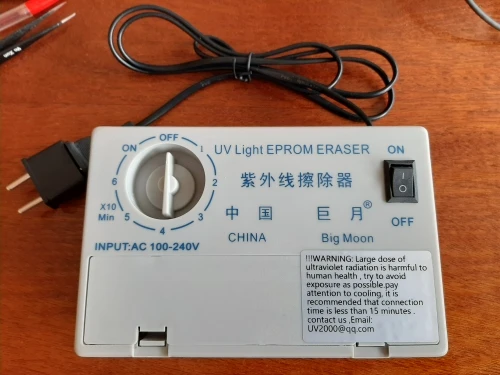 OFF
ON 1 UV Light EPROM ERASER ON
6 2 紫外线擦除器
X10 Min 5 3 中国 巨月®
4 CHINA Big Moon OFF
INPUT:AC 100-240V
I
O
!!!WARNING: Large dose of
ultraviolet radiation is harmful to
human health , try to avoid
exposure as possible.pay
attention to cooling, it is
recommended that connection
time is less than 15 minutes .
contact us ,Email:
UV2000@qq.com